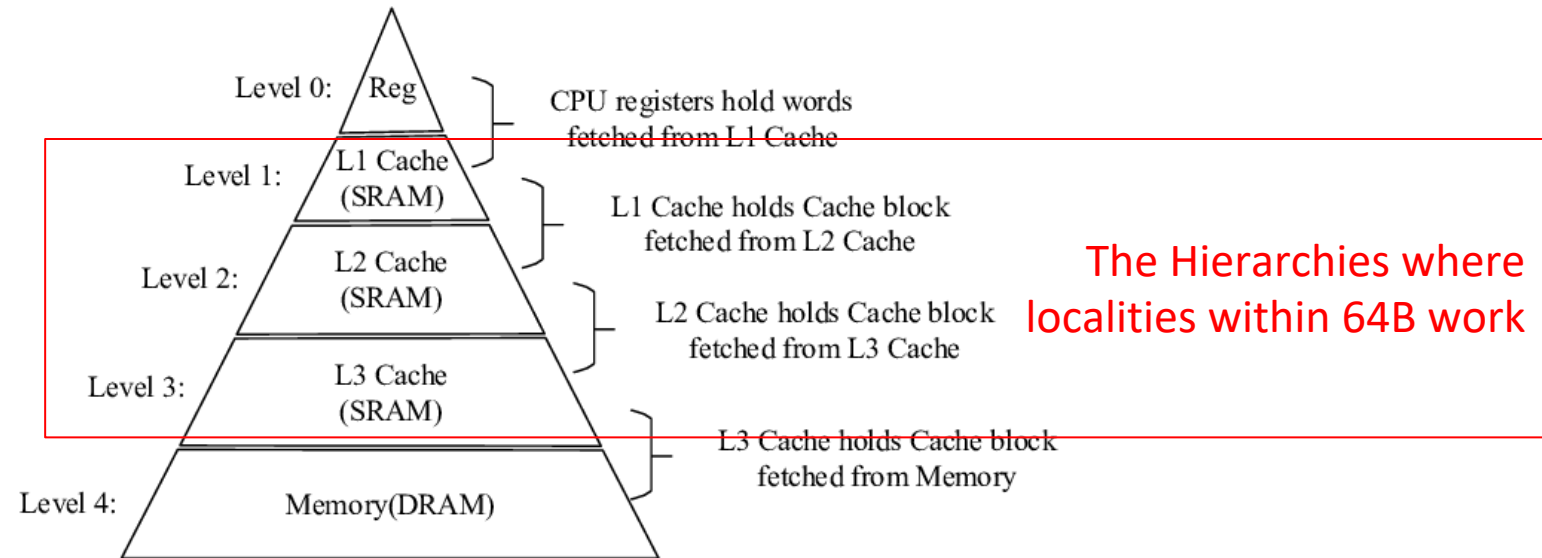 Level 0:
Reg
CPU registers hold words
fetched from L1 Cache
Level 1:
L1 Cache
(SRAM)
L1 Cache holds Cache block
fetched from L2 Cache
Level 2:
L2 Cache
(SRAM)
L2 Cache holds Cache block
fetched from L3 Cache
The Hierarchies where
localities within 64B work
Level 3:
L3 Cache
(SRAM)
L3 Cache holds Cache block
fetched from Memory
Level 4:
Memory(DRAM)